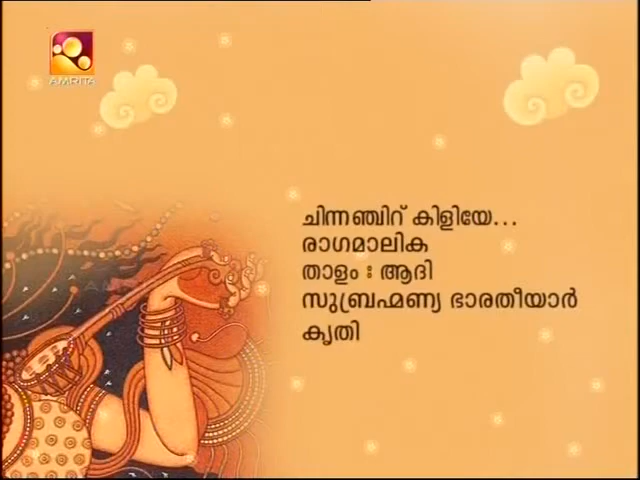 AMRITA
ചിന്നഞ്ചിറ് കിളിയേ...
രാഗമാലിക
താളം : ആദി
സുബ്രഹ്മണ്യ ഭാരതീയാർ
കൃതി